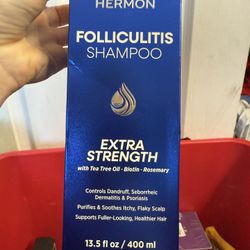 HERMON
FOLLICULITIS
SHAMPOO
EXTRA
STRENGTH
with Tea Tree Oil · Biotin · Rosemary
Controls Dandruff, Seborrheic
Dermatitis & Psoriasis
Purifies & Soothes Itchy, Flaky Scalp
Supports Fuller-Looking, Healthier Hair
13.5 fl oz / 400 ml